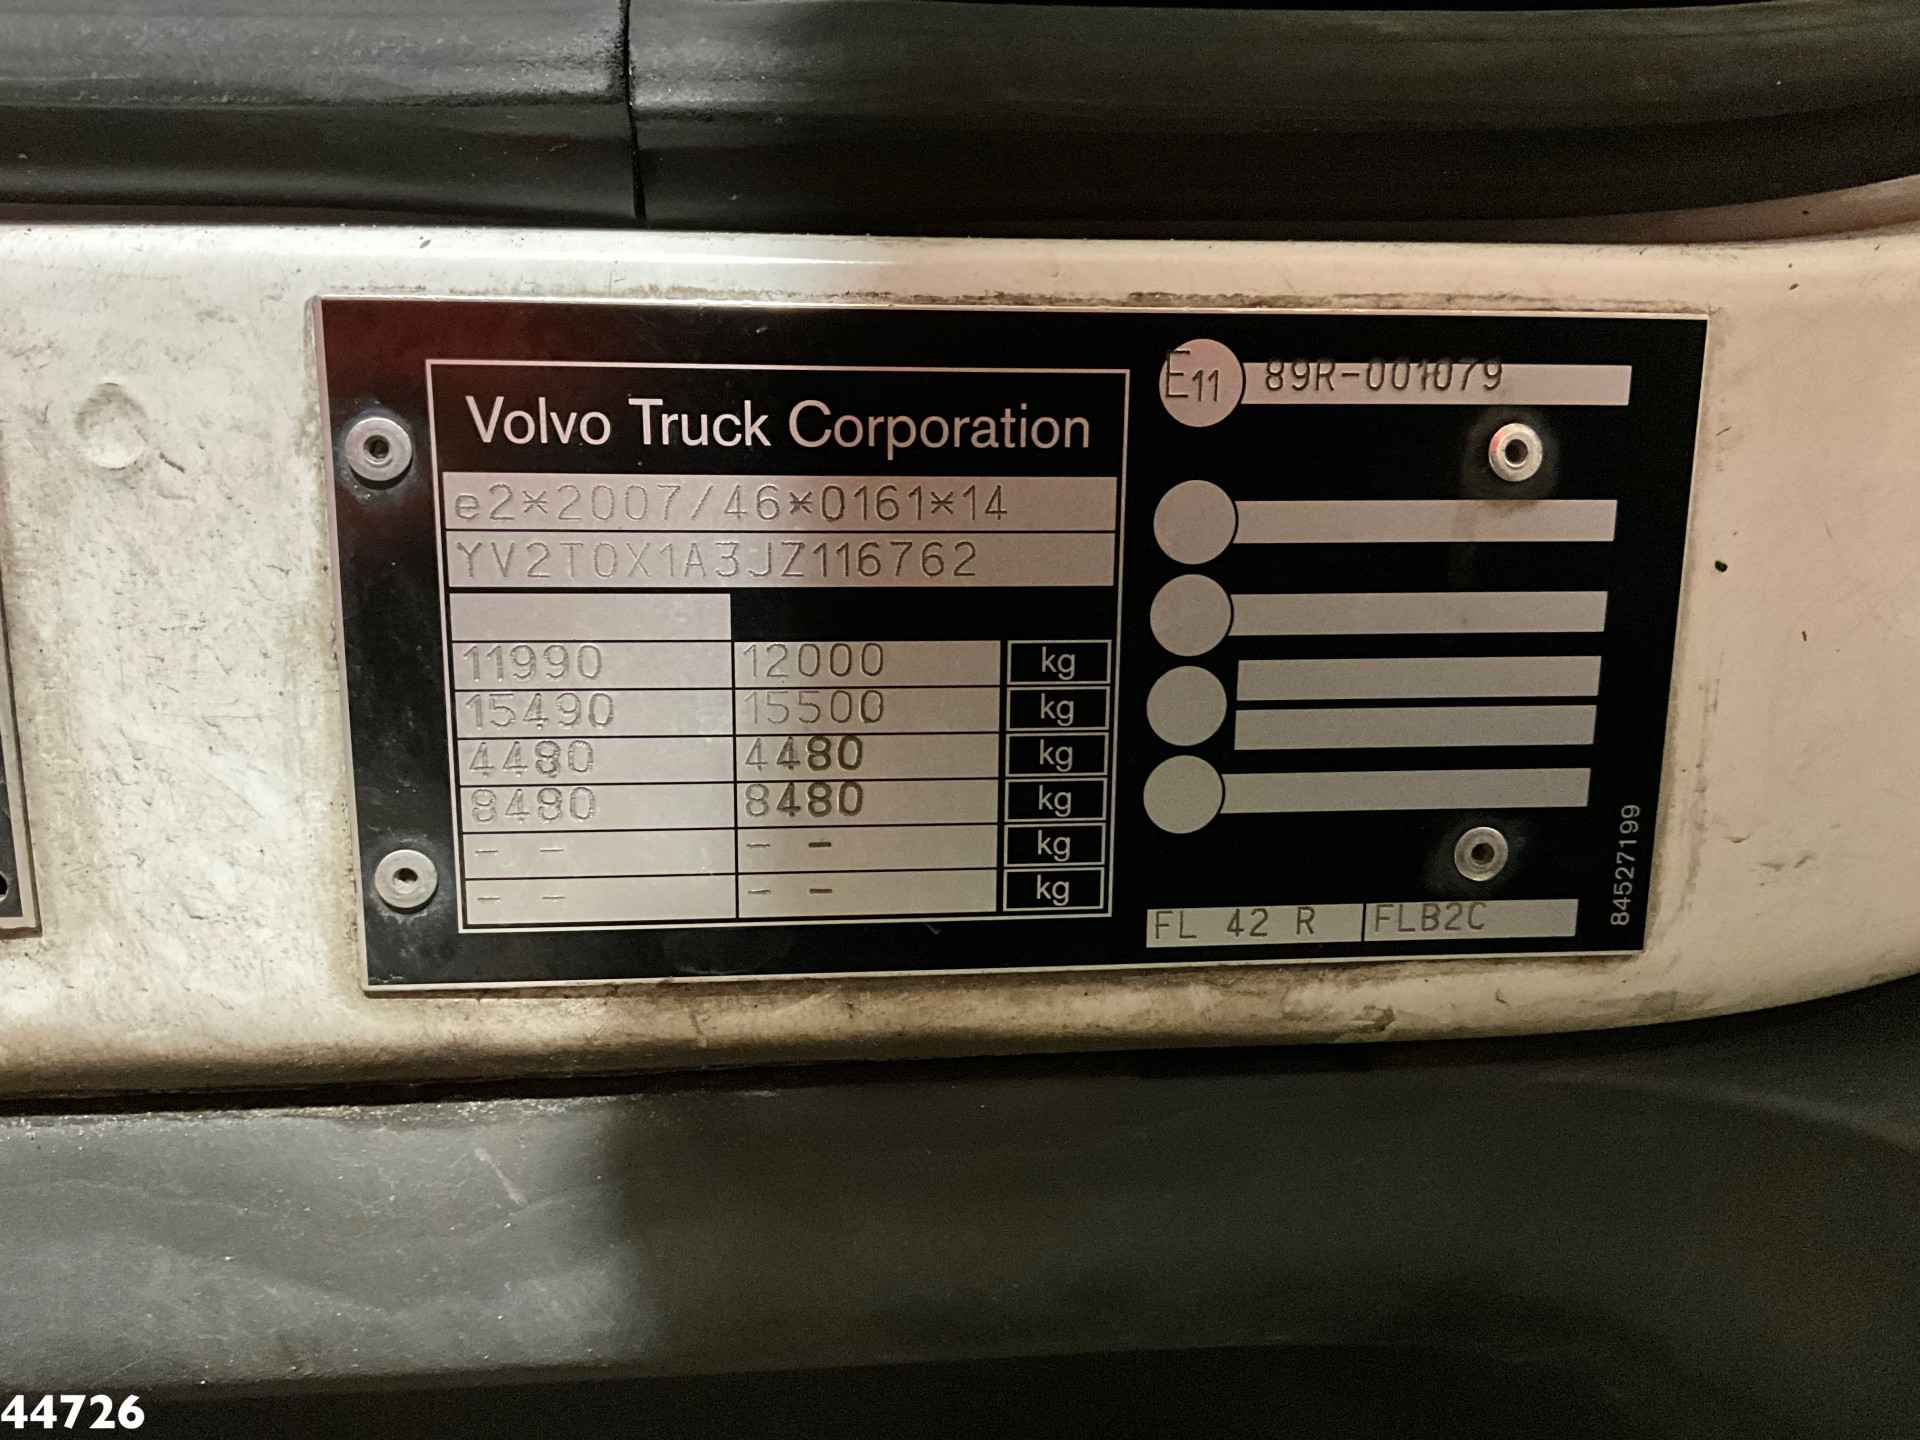 Volvo Truck Corporation
e2*2007/46*0161*14
YV2T0X1A3JZ116762
11990 12000 kg
15490 15500 kg
4480 4480 kg
8480 8480 kg
- - - - kg
- - - - kg
E11 89R-001079
FL 42 R FLB2C
84527199
44726